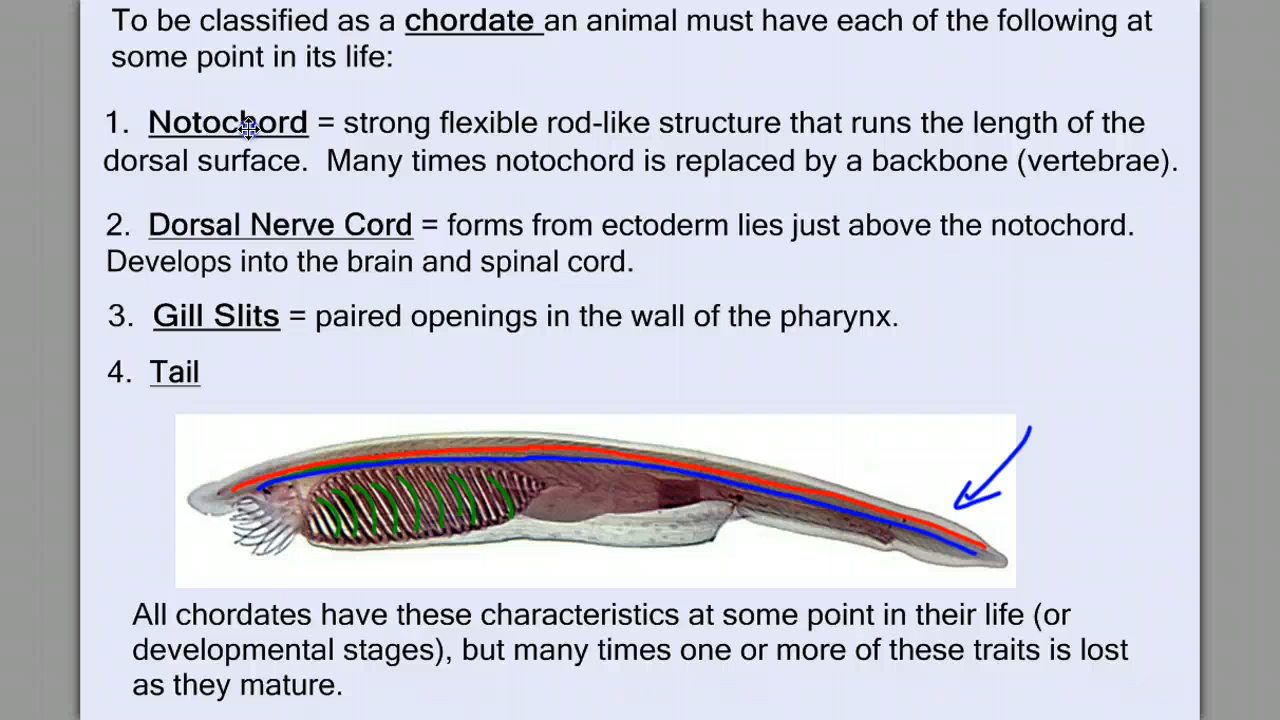 To be classified as a chordate an animal must have each of the following at
some point in its life:
1. Notochord = strong flexible rod-like structure that runs the length of the
dorsal surface. Many times notochord is replaced by a backbone (vertebrae).
2. Dorsal Nerve Cord = forms from ectoderm lies just above the notochord.
Develops into the brain and spinal cord.
3. Gill Slits = paired openings in the wall of the pharynx.
4. Tail
All chordates have these characteristics at some point in their life (or
developmental stages), but many times one or more of these traits is lost
as they mature.